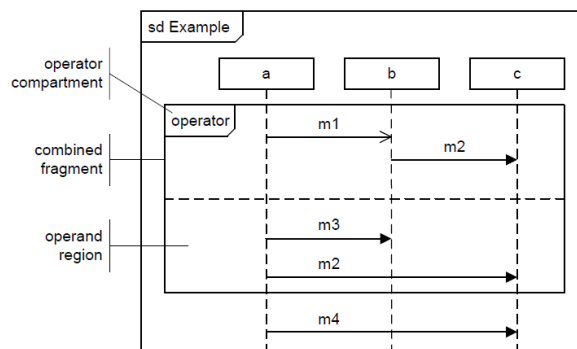 sd Example
operator
compartment
a
b
c
operator
m1
combined
fragment
m2
operand
region
m3
m2
m4